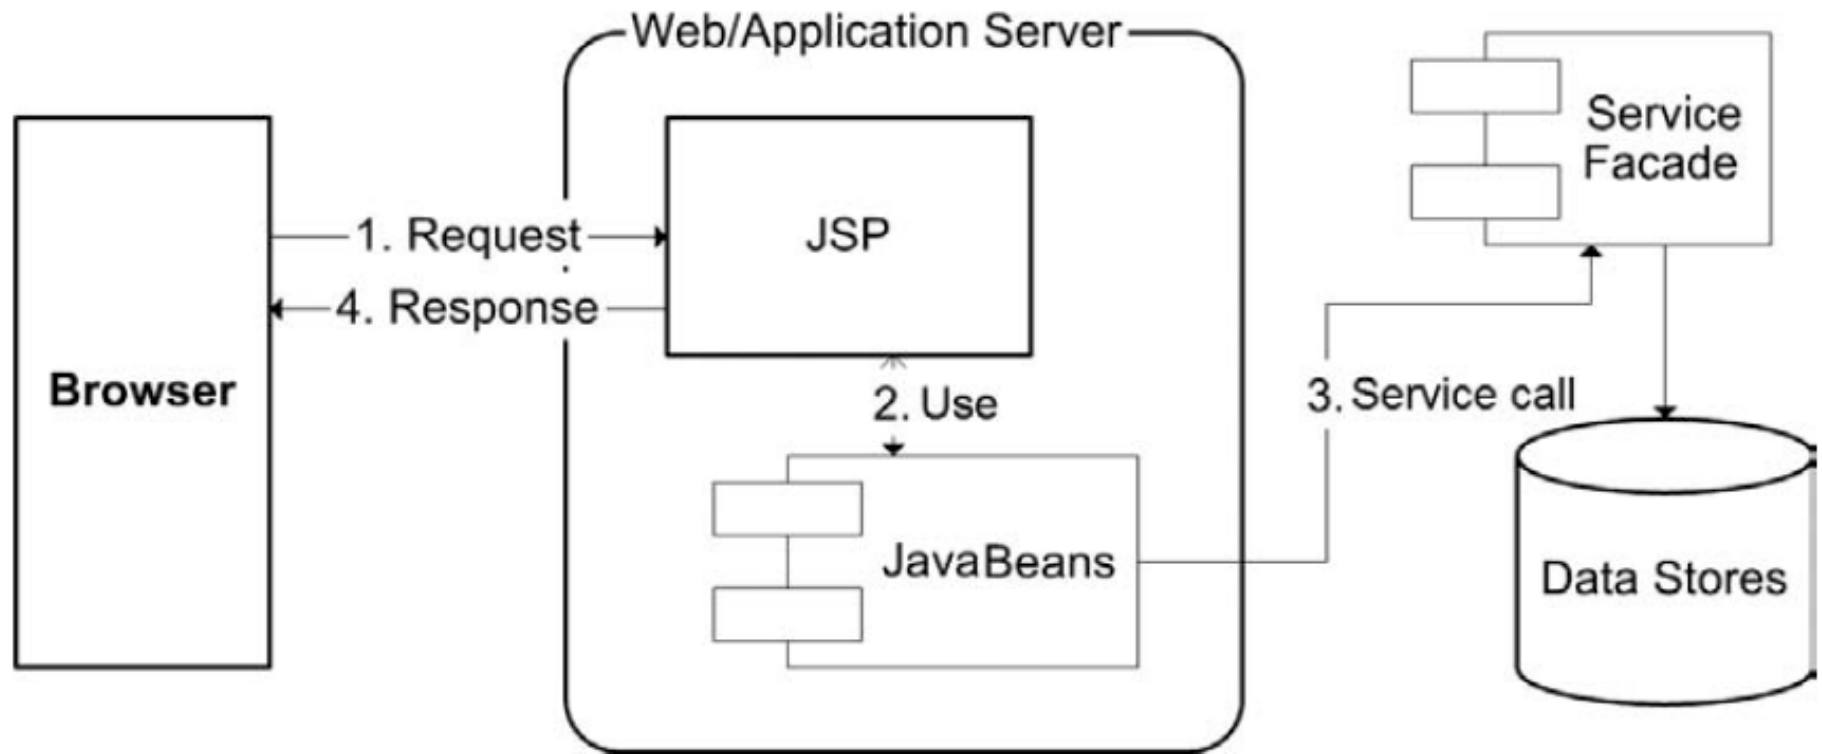 Web/Application Server
Service
Facade
JSP
1. Request
4. Response
Browser
2. Use
3. Service call
JavaBeans
Data Stores